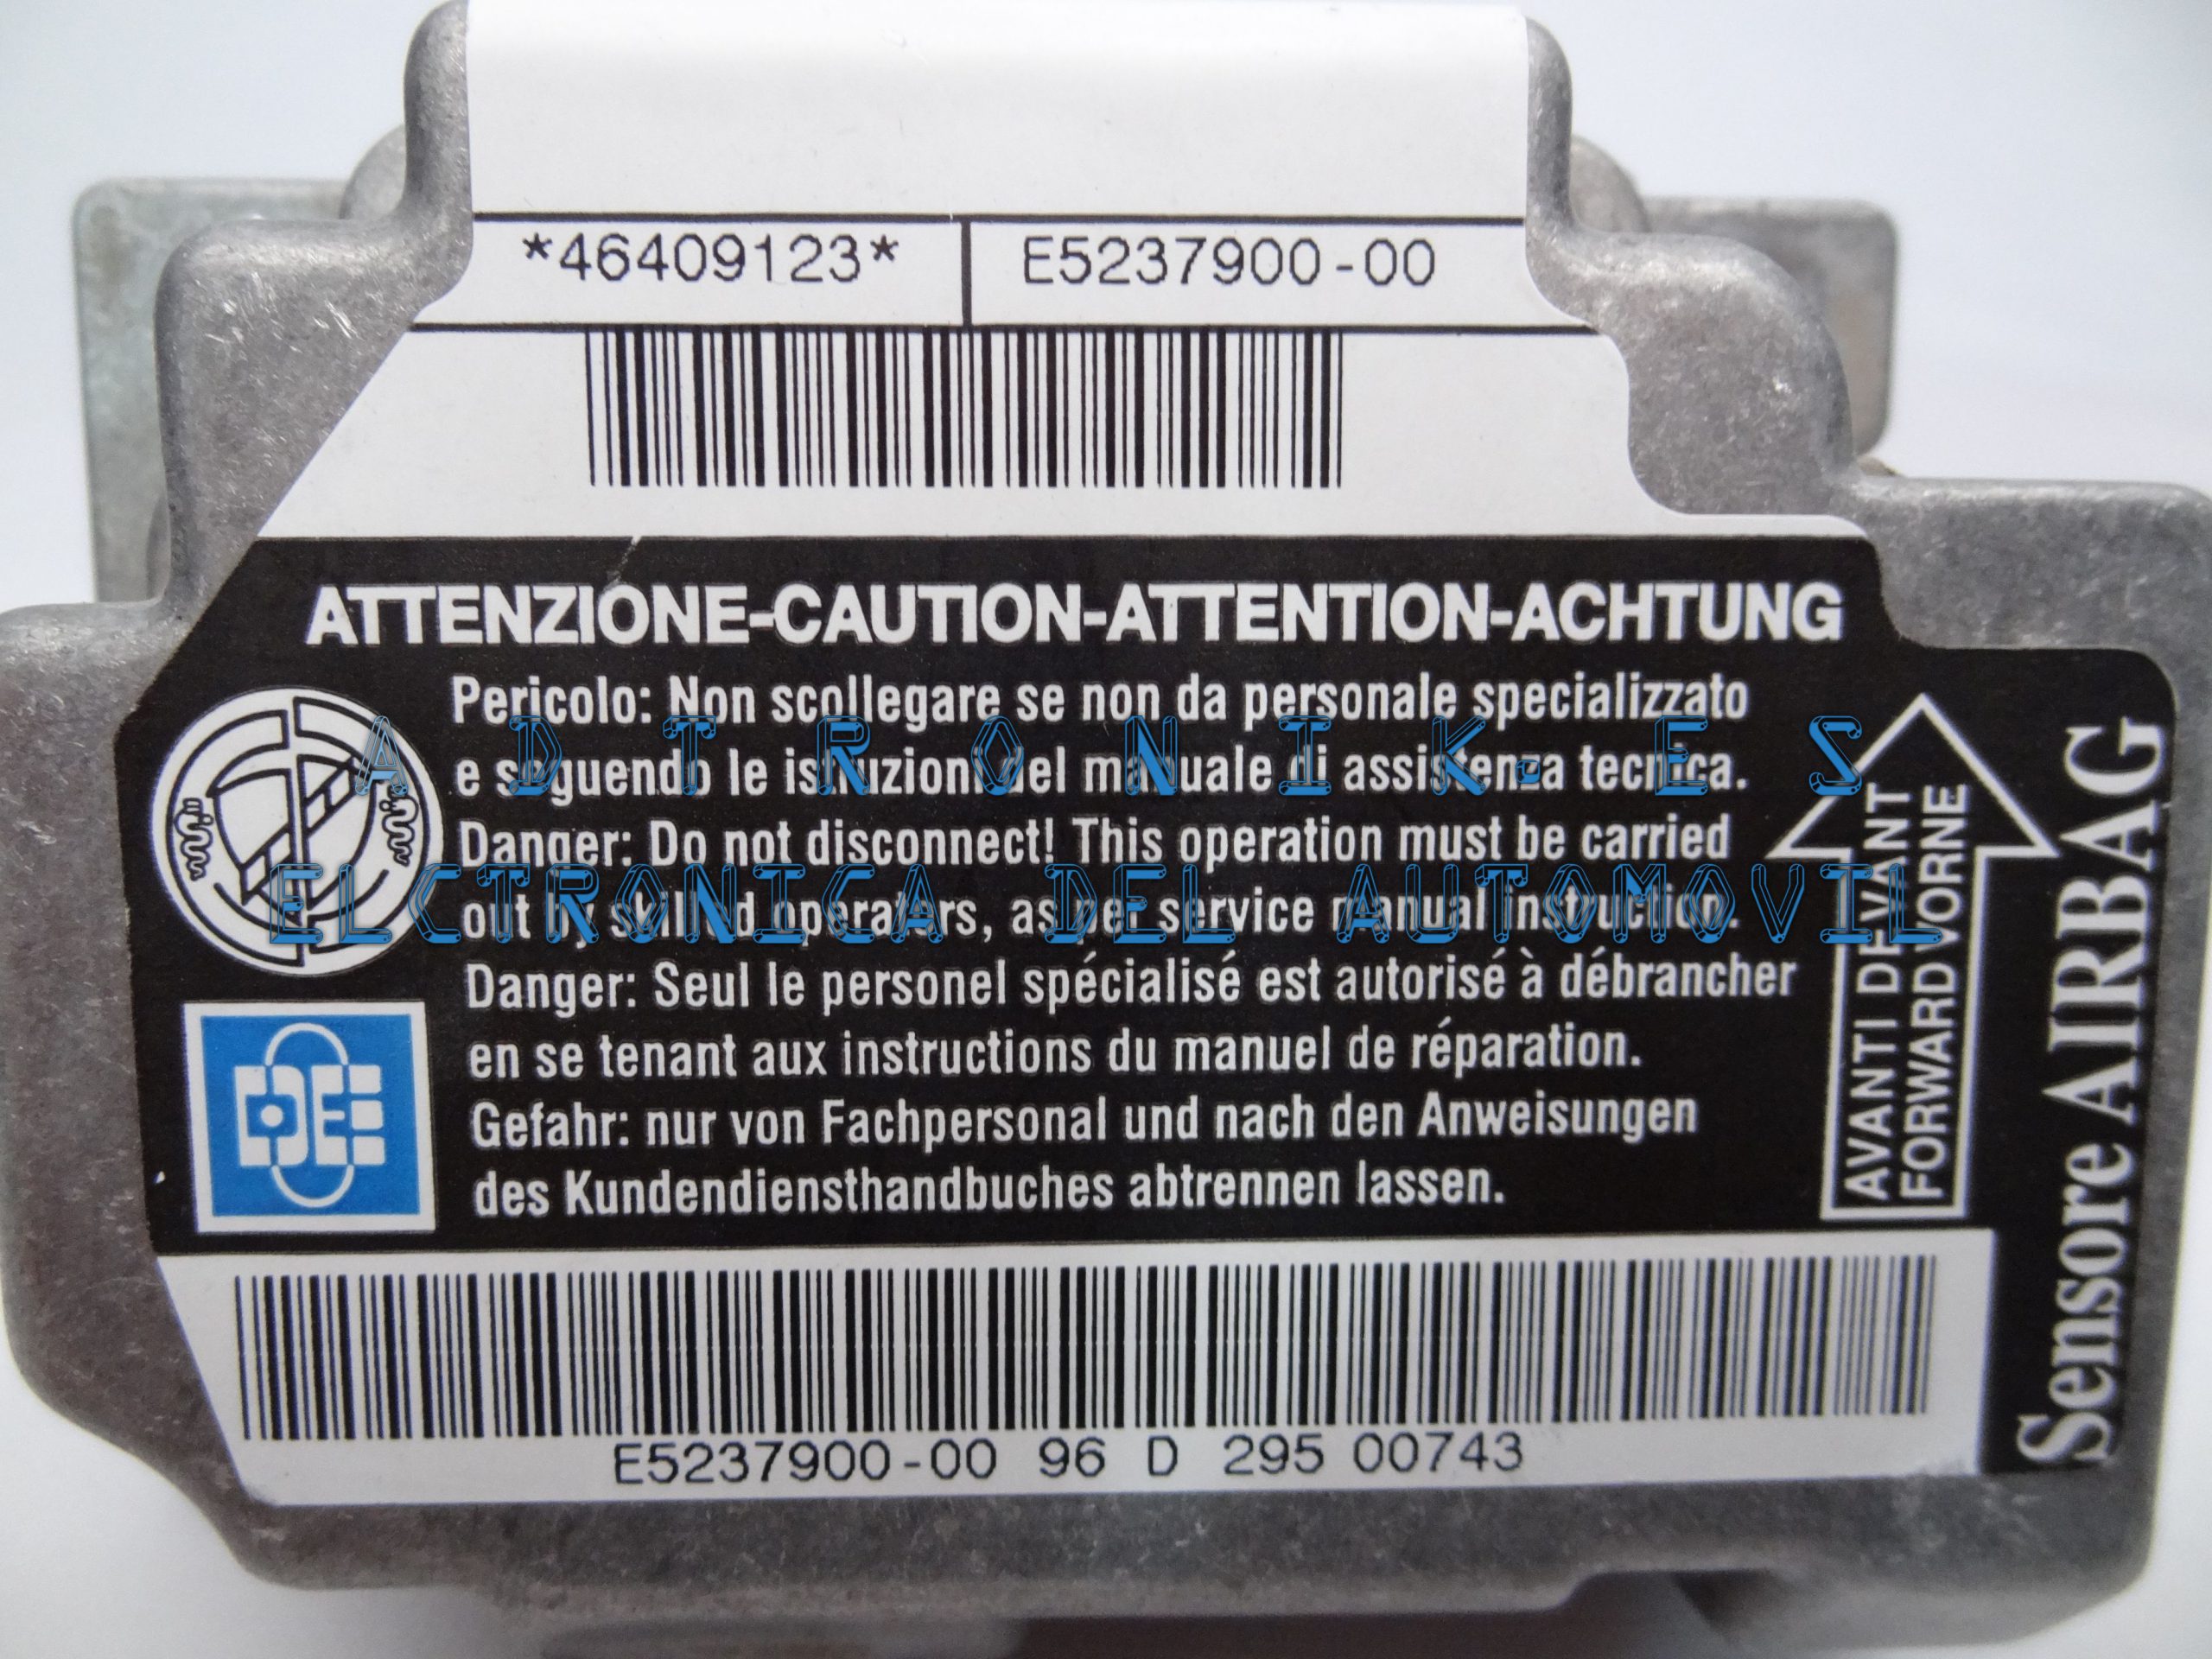 *46409123* E5237900-00
ATTENZIONE-CAUTION-ATTENTION-ACHTUNG
Pericolo: Non scollegare se non da personale specializzato
e seguendo le istruzioni del manuale di assistenza tecnica.
Danger: Do not disconnect! This operation must be carried
out by skilled operators, as per service manual instruction.
Danger: Seul le personel spécialisé est autorisé à débrancher
en se tenant aux instructions du manuel de réparation.
Gefahr: nur von Fachpersonal und nach den Anweisungen
des Kundendiensthandbuches abtrennen lassen.
AVANTI DEVANT
FORWARD VORNE
Sensore AIRBAG
E5237900-00 96 D 295 00743
ADTRONIK.ES
ELCTRONICA DEL AUTOMOVIL